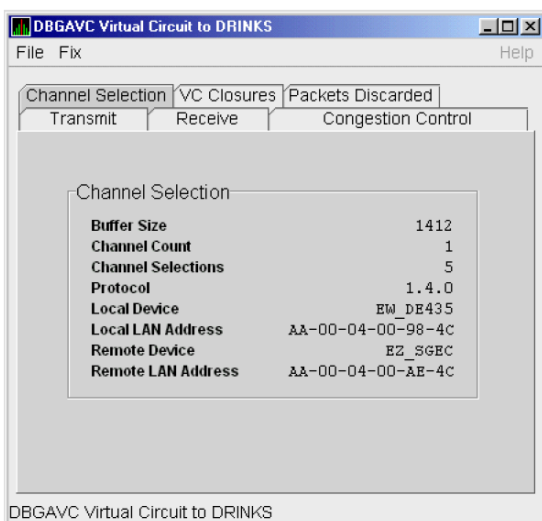 DBGAVC Virtual Circuit to DRINKS
File Fix Help
Channel Selection VC Closures Packets Discarded
Transmit Receive Congestion Control
Channel Selection
Buffer Size 1412
Channel Count 1
Channel Selections 5
Protocol 1.4.0
Local Device EW_DE435
Local LAN Address AA-00-04-00-98-4C
Remote Device EZ_SGEC
Remote LAN Address AA-00-04-00-AE-4C
DBGAVC Virtual Circuit to DRINKS